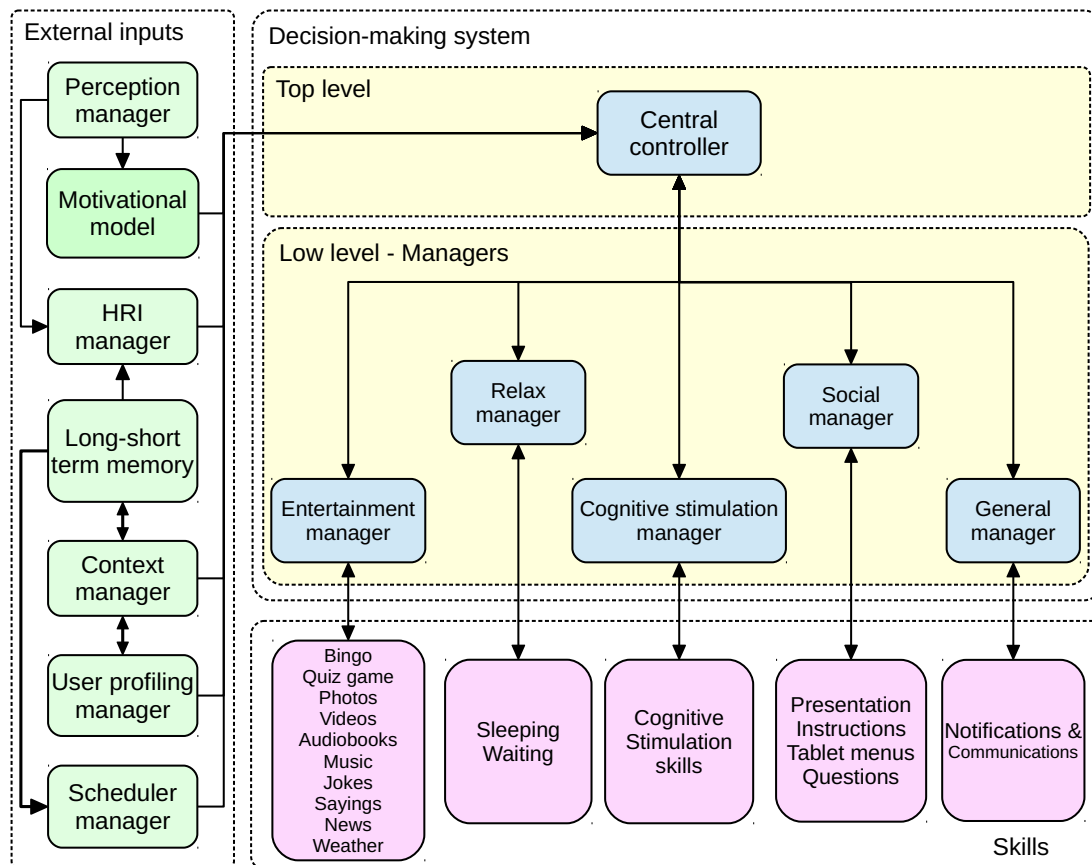 External inputs
Perception
manager
Motivational
model
HRI
manager
Long-short
term memory
Context
manager
User profiling
manager
Scheduler
manager
Decision-making system
Top level
Central
controller
Low level - Managers
Relax
manager
Social
manager
Entertainment
manager
Cognitive stimulation
manager
General
manager
Bingo
Quiz game
Photos
Videos
Audiobooks
Music
Jokes
Sayings
News
Weather
Sleeping
Waiting
Cognitive
Stimulation
skills
Presentation
Instructions
Tablet menus
Questions
Notifications &
Communications
Skills